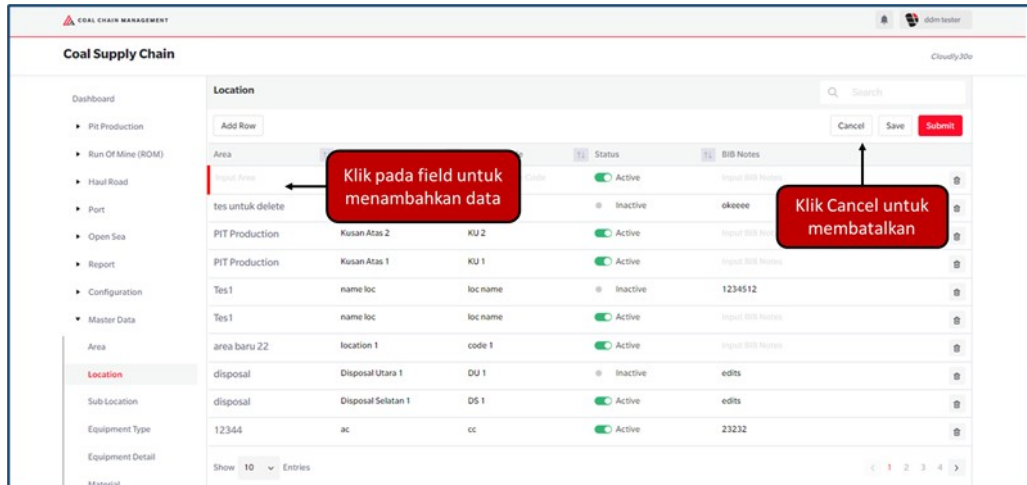 COAL CHAIN MANAGEMENT
ddm tester
Coal Supply Chain
Cloudly30o
Dashboard
Pit Production
Run Of Mine (ROM)
Haul Road
Port
Open Sea
Report
Configuration
Master Data
Area
Location
Sub Location
Equipment Type
Equipment Detail
Material
Location
Search
Add Row
Cancel
Save
Submit
Area
Status
BIB Notes
Input Area
Code
Active
Input BIB Notes
tes untuk delete
Inactive
okeeee
PIT Production
Kusan Atas 2
KU 2
Active
Input BIB Notes
PIT Production
Kusan Atas 1
KU 1
Active
Input BIB Notes
Tes1
name loc
loc name
Inactive
1234512
Tes1
name loc
loc name
Active
Input BIB Notes
area baru 22
location 1
code 1
Active
Input BIB Notes
disposal
Disposal Utara 1
DU 1
Inactive
edits
disposal
Disposal Selatan 1
DS 1
Active
edits
12344
ac
cc
Active
23232
Klik pada field untuk
menambahkan data
Klik Cancel untuk
membatalkan
Show 10 Entries
1 2 3 4